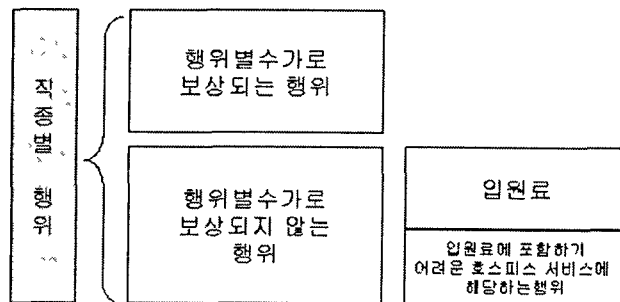 직종별 행위
행위별수가로
보상되는 행위
행위별수가로
보상되지 않는
행위
입원료
입원료에 포함하기
어려운 호스피스 서비스에
해당하는행위